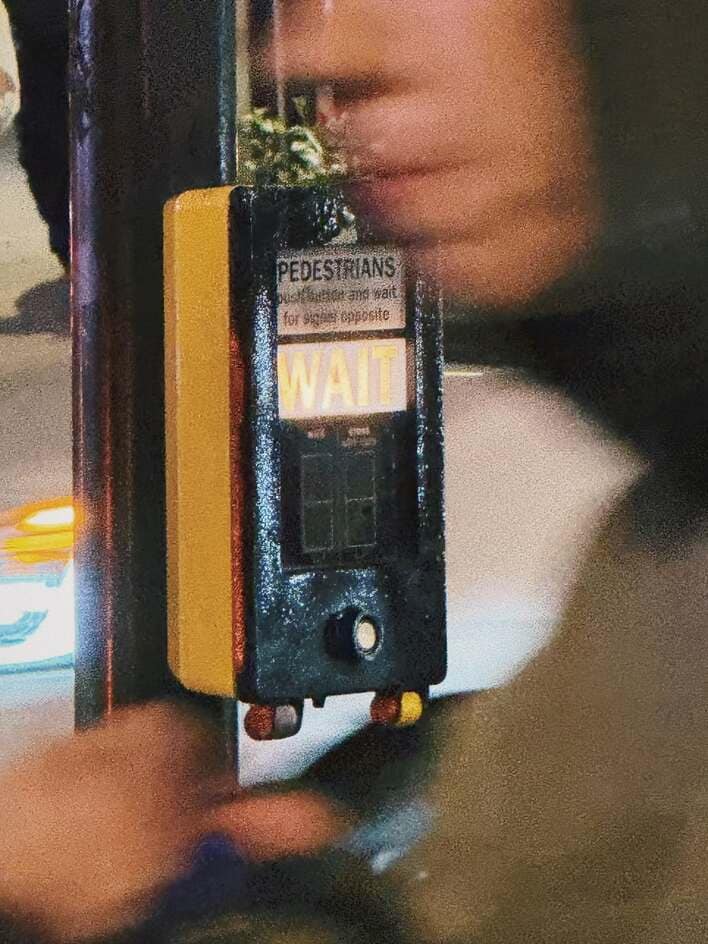 PEDESTRIANS
push button and wait
for signal opposite
WAIT